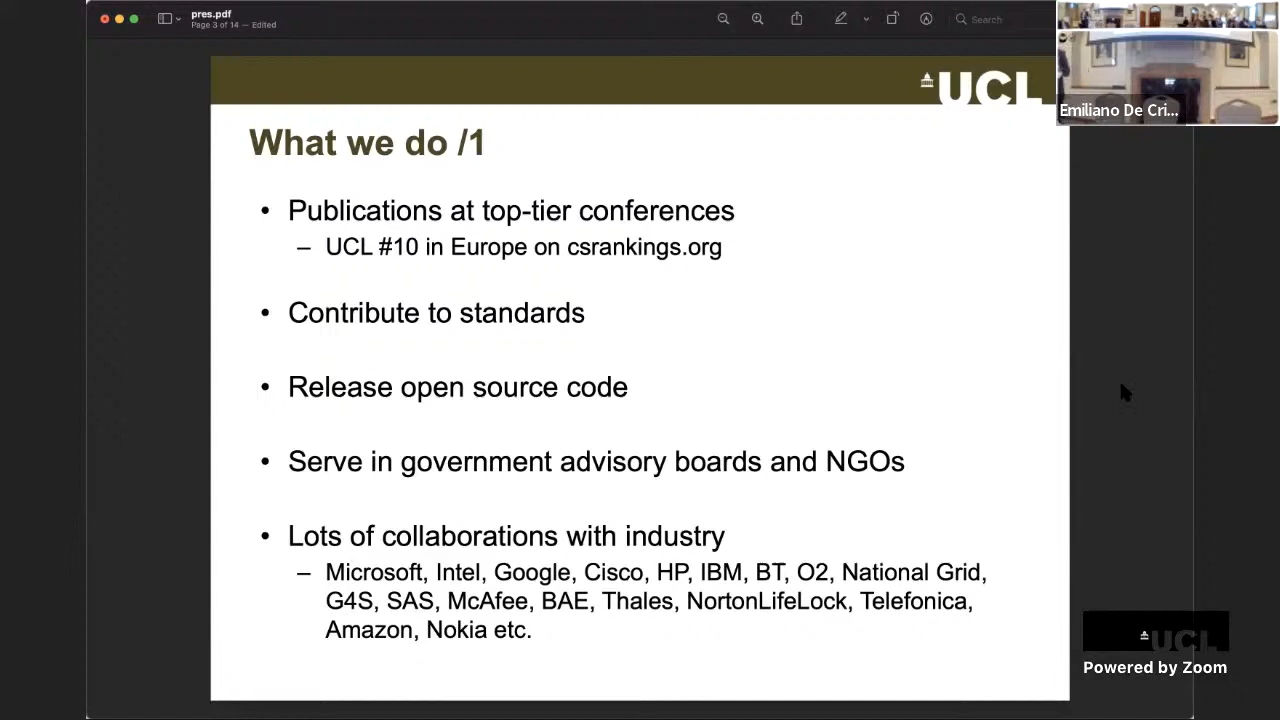 pres.pdf
Page 3 of 14 — Edited
Search
UCL
Emiliano De Cri...
What we do /1
• Publications at top-tier conferences
– UCL #10 in Europe on csrankings.org
• Contribute to standards
• Release open source code
• Serve in government advisory boards and NGOs
• Lots of collaborations with industry
– Microsoft, Intel, Google, Cisco, HP, IBM, BT, O2, National Grid,
G4S, SAS, McAfee, BAE, Thales, NortonLifeLock, Telefonica,
Amazon, Nokia etc.
UCL
Powered by Zoom